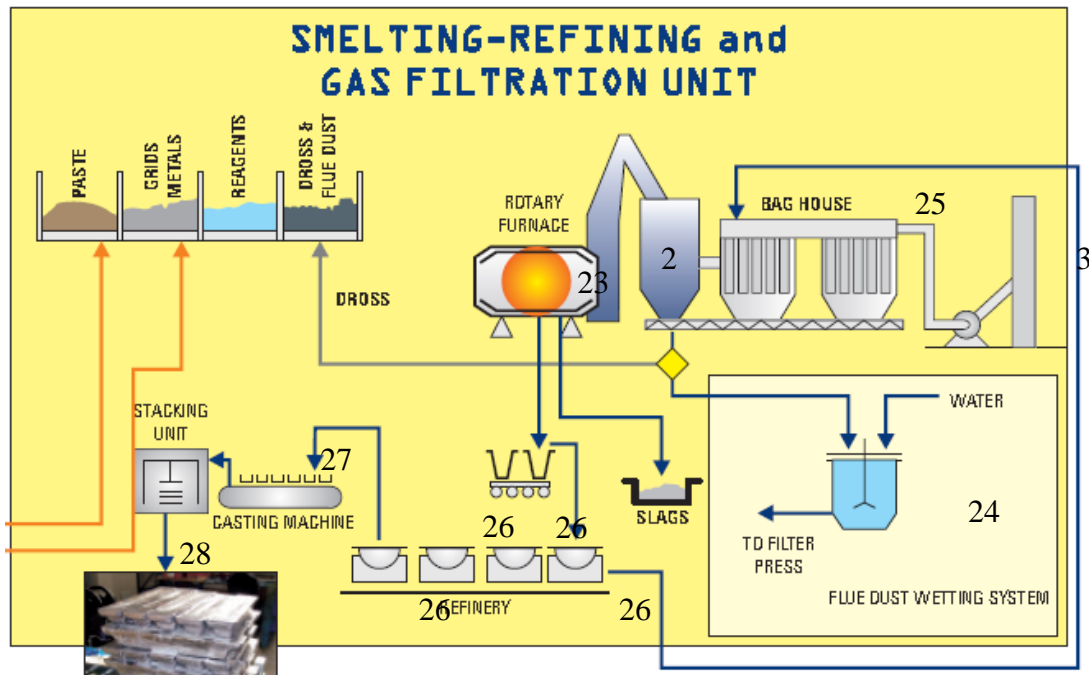 SMELTING-REFINING and
GAS FILTRATION UNIT
PASTE
GRIDS
METALS
REAGENTS
DROSS &
FLUE DUST
ROTARY
FURNACE
BAG HOUSE
25
23
2
3
DROSS
STACKING
UNIT
27
CASTING MACHINE
28
26
26
26
REFINERY
26
SLAGS
WATER
24
TO FILTER
PRESS
FLUE DUST WETTING SYSTEM